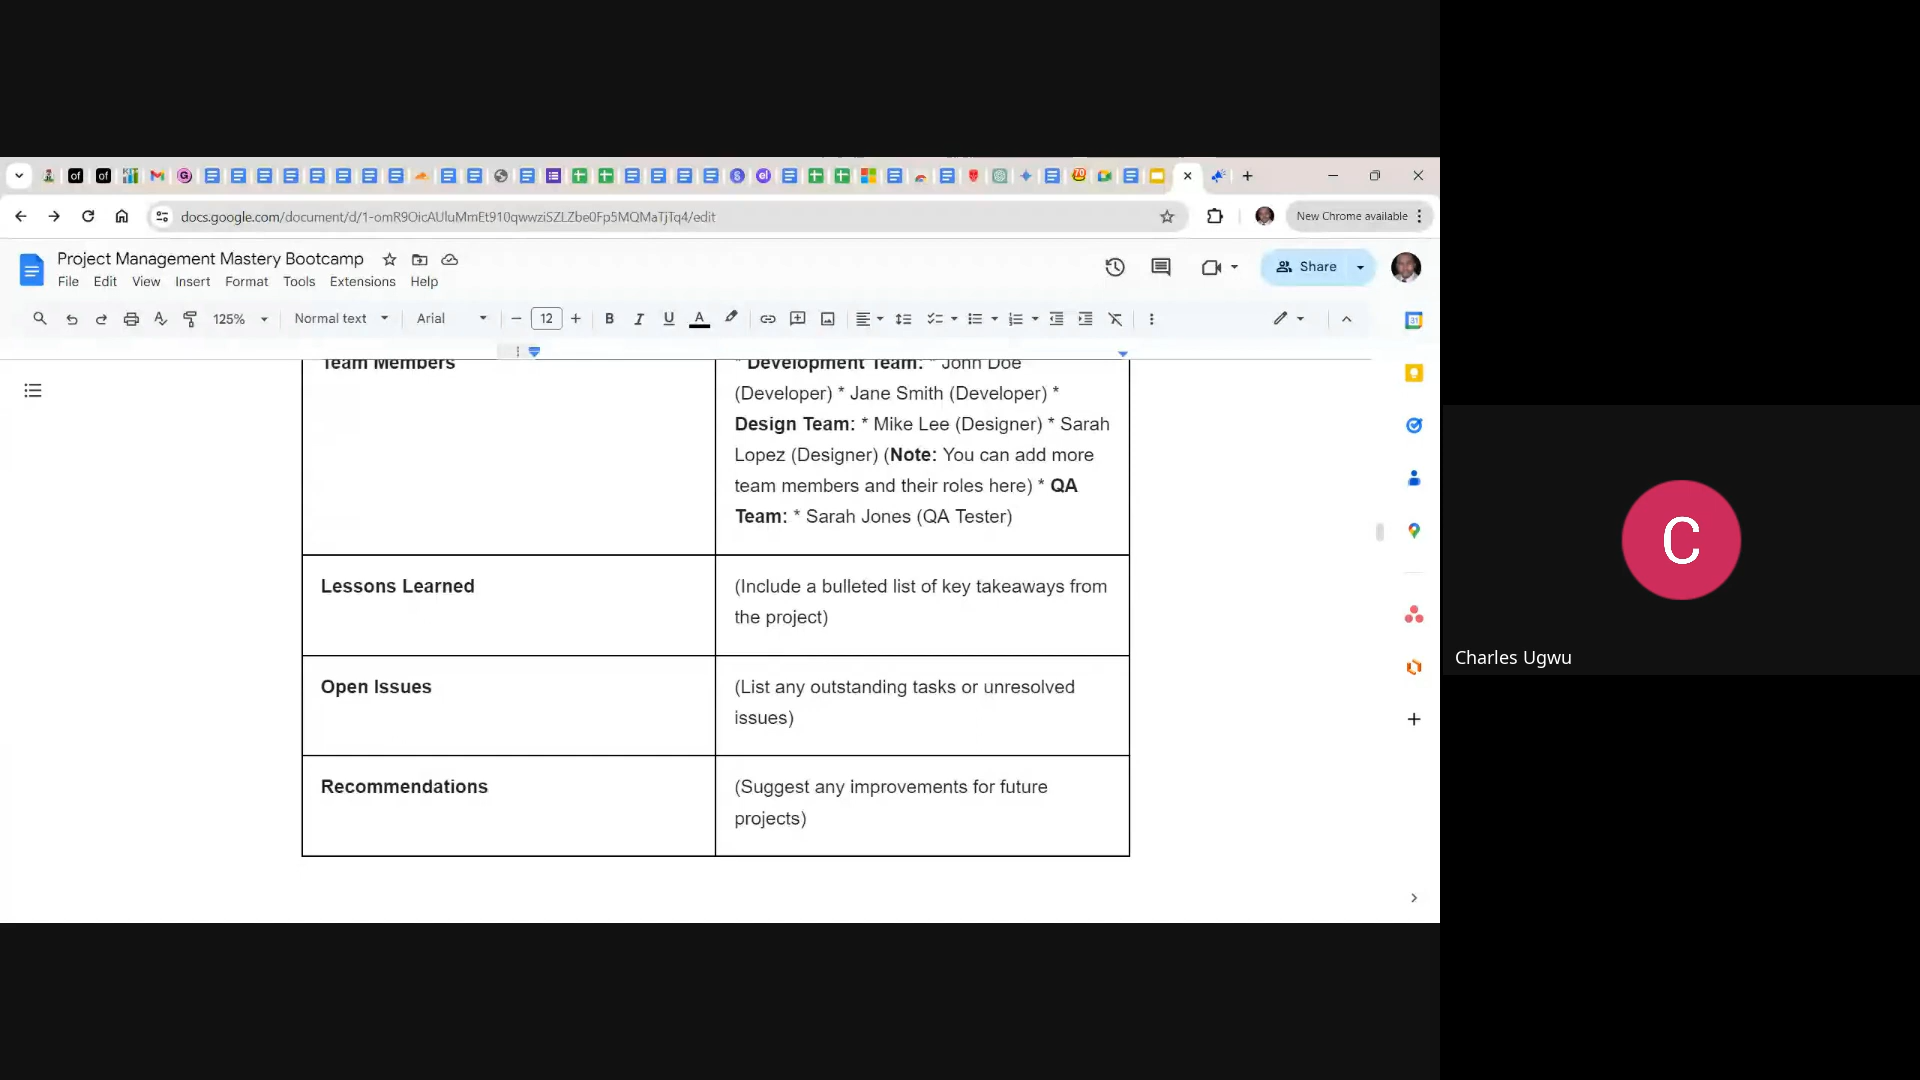 docs.google.com/document/d/1-omR9OicAUluMmEt910qwwziSZLZbe0Fp5MQMaTjTq4/edit
New Chrome available
Project Management Mastery Bootcamp
File Edit View Insert Format Tools Extensions Help
Share
125% Normal text Arial 12 B I U A
Team Members
* Development Team: * John Doe
(Developer) * Jane Smith (Developer) *
Design Team: * Mike Lee (Designer) * Sarah
Lopez (Designer) (Note: You can add more
team members and their roles here) * QA
Team: * Sarah Jones (QA Tester)
Lessons Learned
(Include a bulleted list of key takeaways from
the project)
Open Issues
(List any outstanding tasks or unresolved
issues)
Recommendations
(Suggest any improvements for future
projects)
C
Charles Ugwu